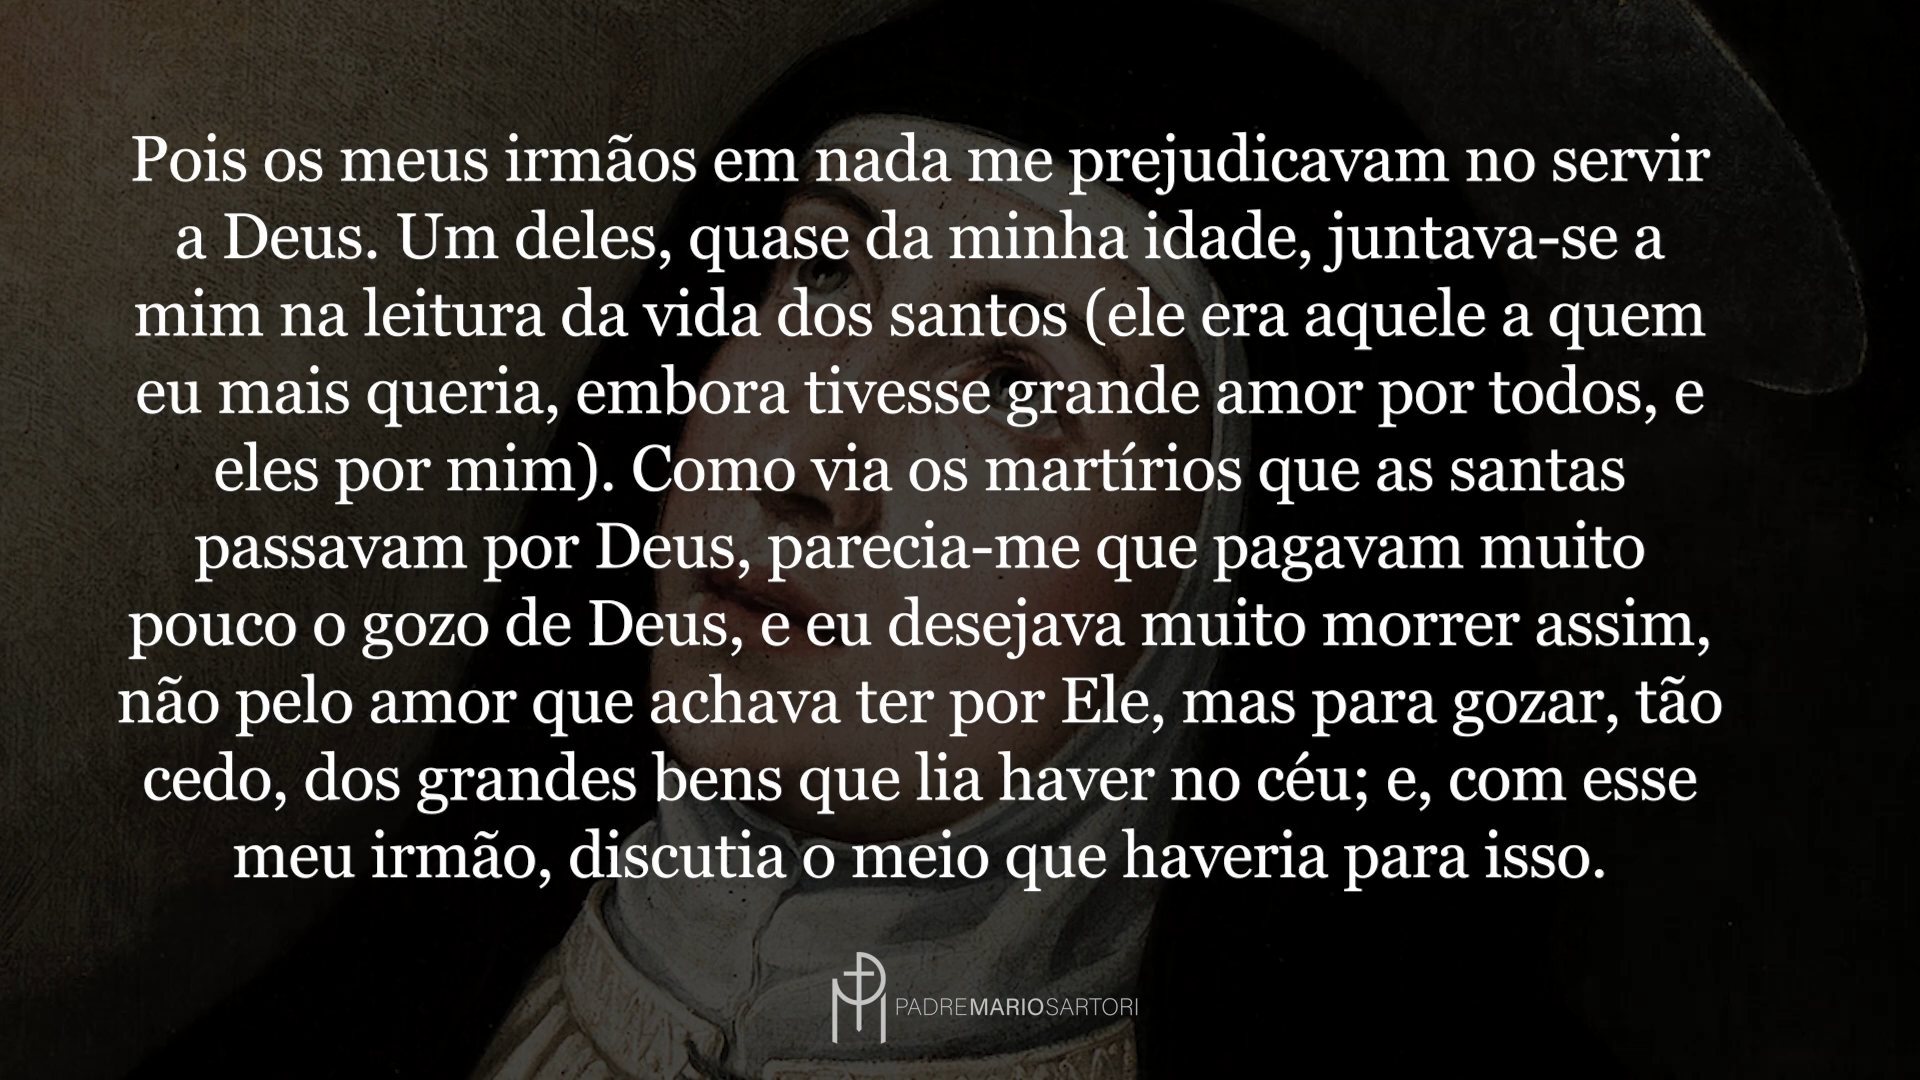 Pois os meus irmãos em nada me prejudicavam no servir
a Deus. Um deles, quase da minha idade, juntava-se a
mim na leitura da vida dos santos (ele era aquele a quem
eu mais queria, embora tivesse grande amor por todos, e
eles por mim). Como via os martírios que as santas
passavam por Deus, parecia-me que pagavam muito
pouco o gozo de Deus, e eu desejava muito morrer assim,
não pelo amor que achava ter por Ele, mas para gozar, tão
cedo, dos grandes bens que lia haver no céu; e, com esse
meu irmão, discutia o meio que haveria para isso.
PADREMARIOSARTORI